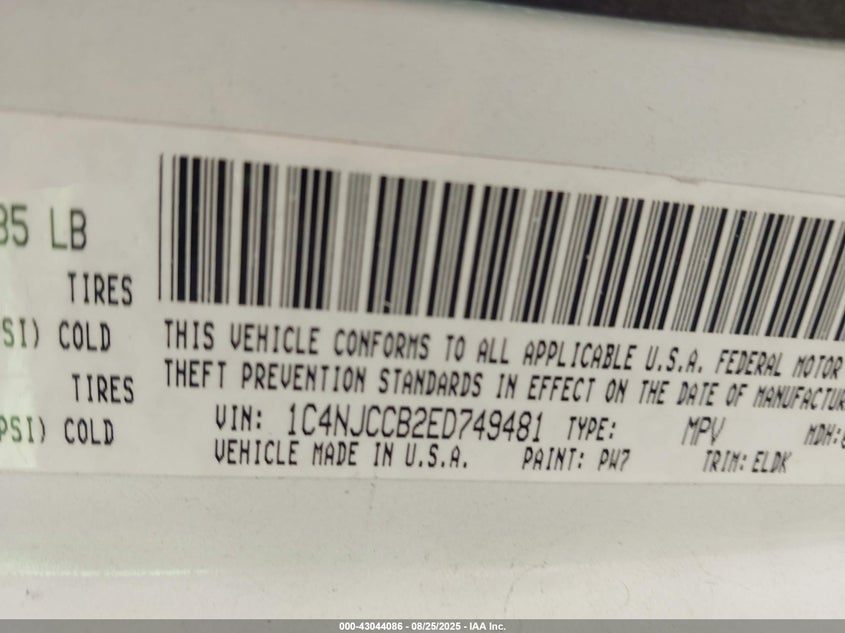 35 LB
TIRES
PSI) COLD
TIRES
PSI) COLD
THIS VEHICLE CONFORMS TO ALL APPLICABLE U.S.A. FEDERAL MOTOR
THEFT PREVENTION STANDARDS IN EFFECT ON THE DATE OF MANUFACTUR
VIN: 1C4NJCCB2ED749481 TYPE: MPV MDH:
VEHICLE MADE IN U.S.A. PAINT: PW7 TRIM: ELDK
000-43044086 - 08/25/2025 - IAA Inc.